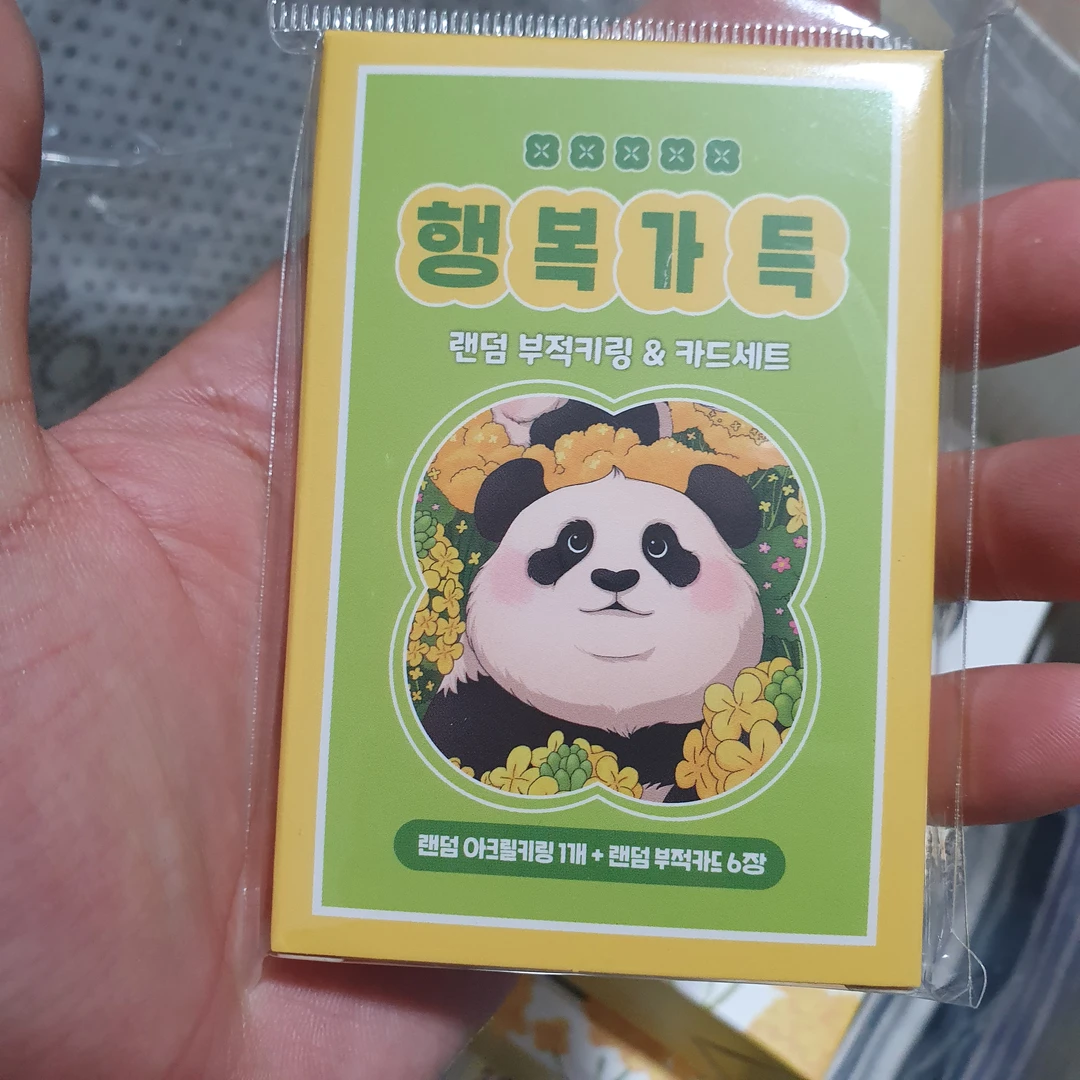 행복가득
랜덤 부적키링 & 카드세트
랜덤 아크릴키링 1개 + 랜덤 부적카드 6장